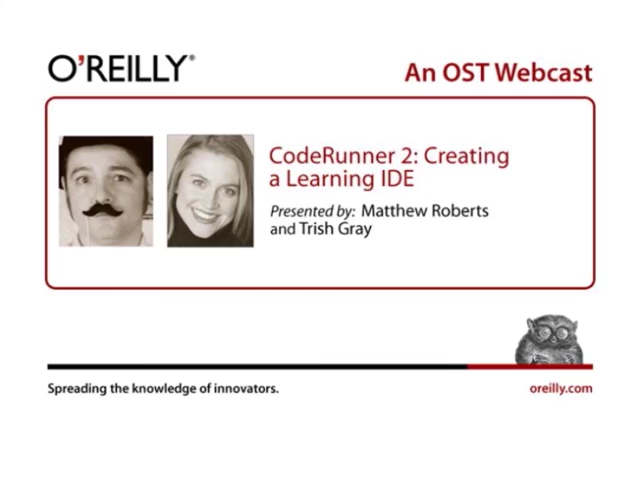 O'REILLY®
An OST Webcast
CodeRunner 2: Creating
a Learning IDE
Presented by: Matthew Roberts
and Trish Gray
Spreading the knowledge of innovators.
oreilly.com